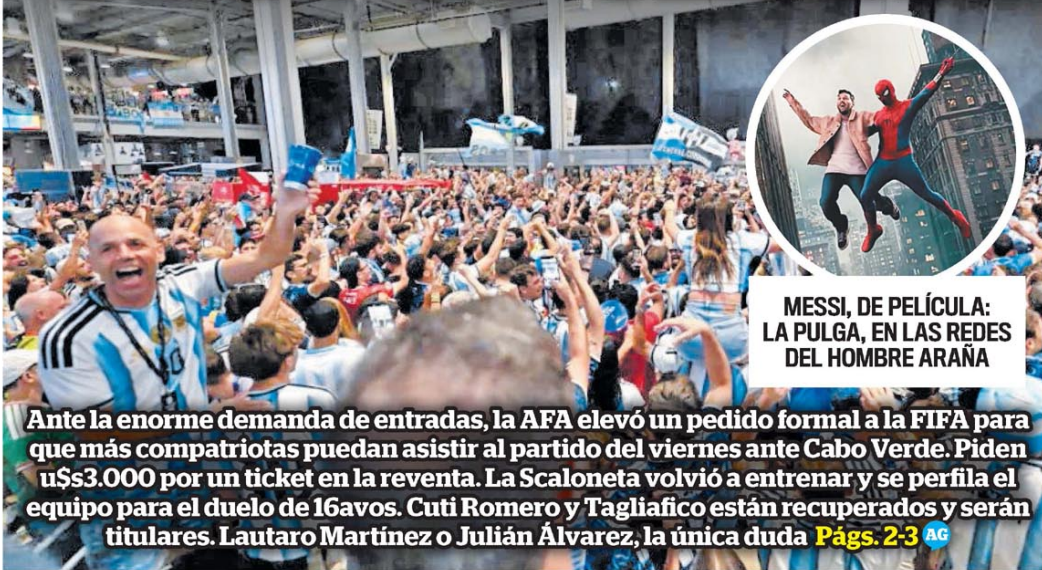 MESSI, DE PELÍCULA:
LA PULGA, EN LAS REDES
DEL HOMBRE ARAÑA
Ante la enorme demanda de entradas, la AFA elevó un pedido formal a la FIFA para
que más compatriotas puedan asistir al partido del viernes ante Cabo Verde. Piden
u$s3.000 por un ticket en la reventa. La Scaloneta volvió a entrenar y se perfila el
equipo para el duelo de 16avos. Cuti Romero y Tagliafico están recuperados y serán
titulares. Lautaro Martínez o Julián Álvarez, la única duda Págs. 2-3 AG